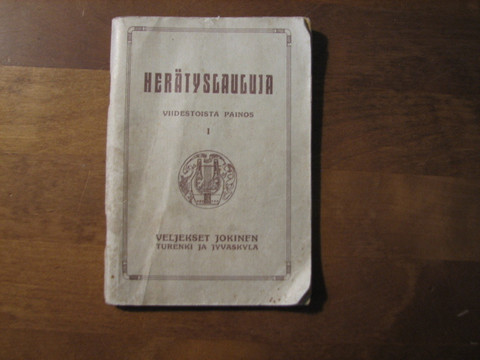 HERÄTYSLAULUJA
VIIDESTOISTA PAINOS
I
VELJEKSET JOKINEN
TURENKI JA JYVÄSKYLÄ